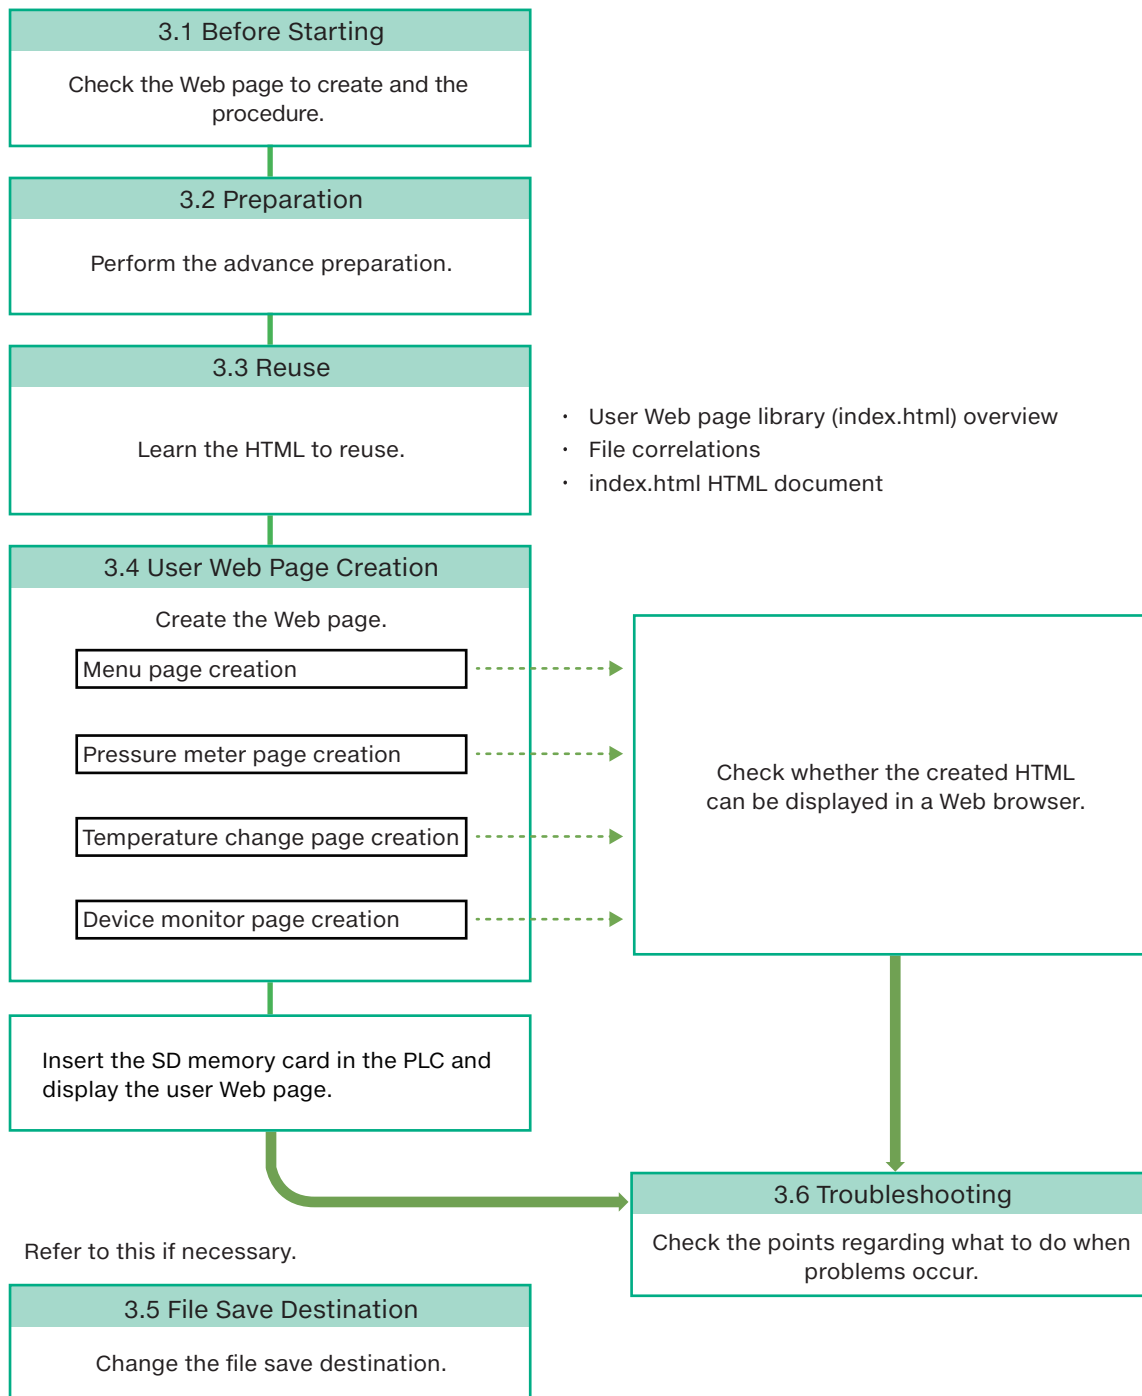 3.1 Before Starting
Check the Web page to create and the
procedure.
3.2 Preparation
Perform the advance preparation.
3.3 Reuse
Learn the HTML to reuse.
· User Web page library (index.html) overview
· File correlations
· index.html HTML document
3.4 User Web Page Creation
Create the Web page.
Menu page creation
Pressure meter page creation
Temperature change page creation
Device monitor page creation
Check whether the created HTML
can be displayed in a Web browser.
Insert the SD memory card in the PLC and
display the user Web page.
3.6 Troubleshooting
Check the points regarding what to do when
problems occur.
Refer to this if necessary.
3.5 File Save Destination
Change the file save destination.